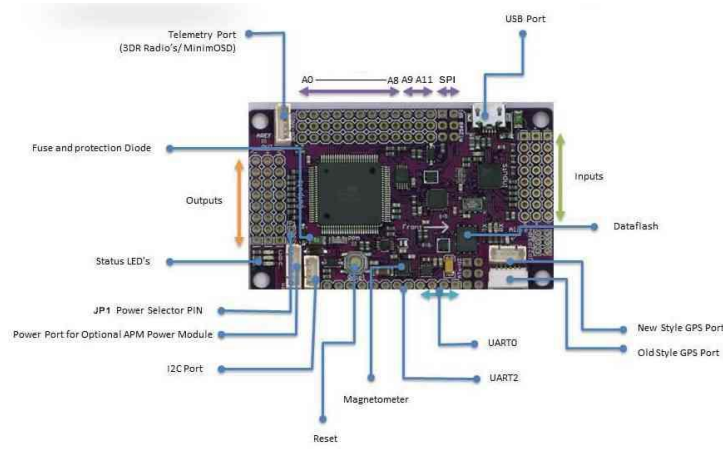 USB Port
Telemetry Port
(3DR Radio's/ MinimOSD)
A0
A8 A9 A11 SPI
Fuse and protection Diode
Inputs
Outputs
Front
Dataflash
Status LED's
JP1 Power Selector PIN
New Style GPS Port
Power Port for Optional APM Power Module
UART0
Old Style GPS Port
I2C Port
UART2
Magnetometer
Reset